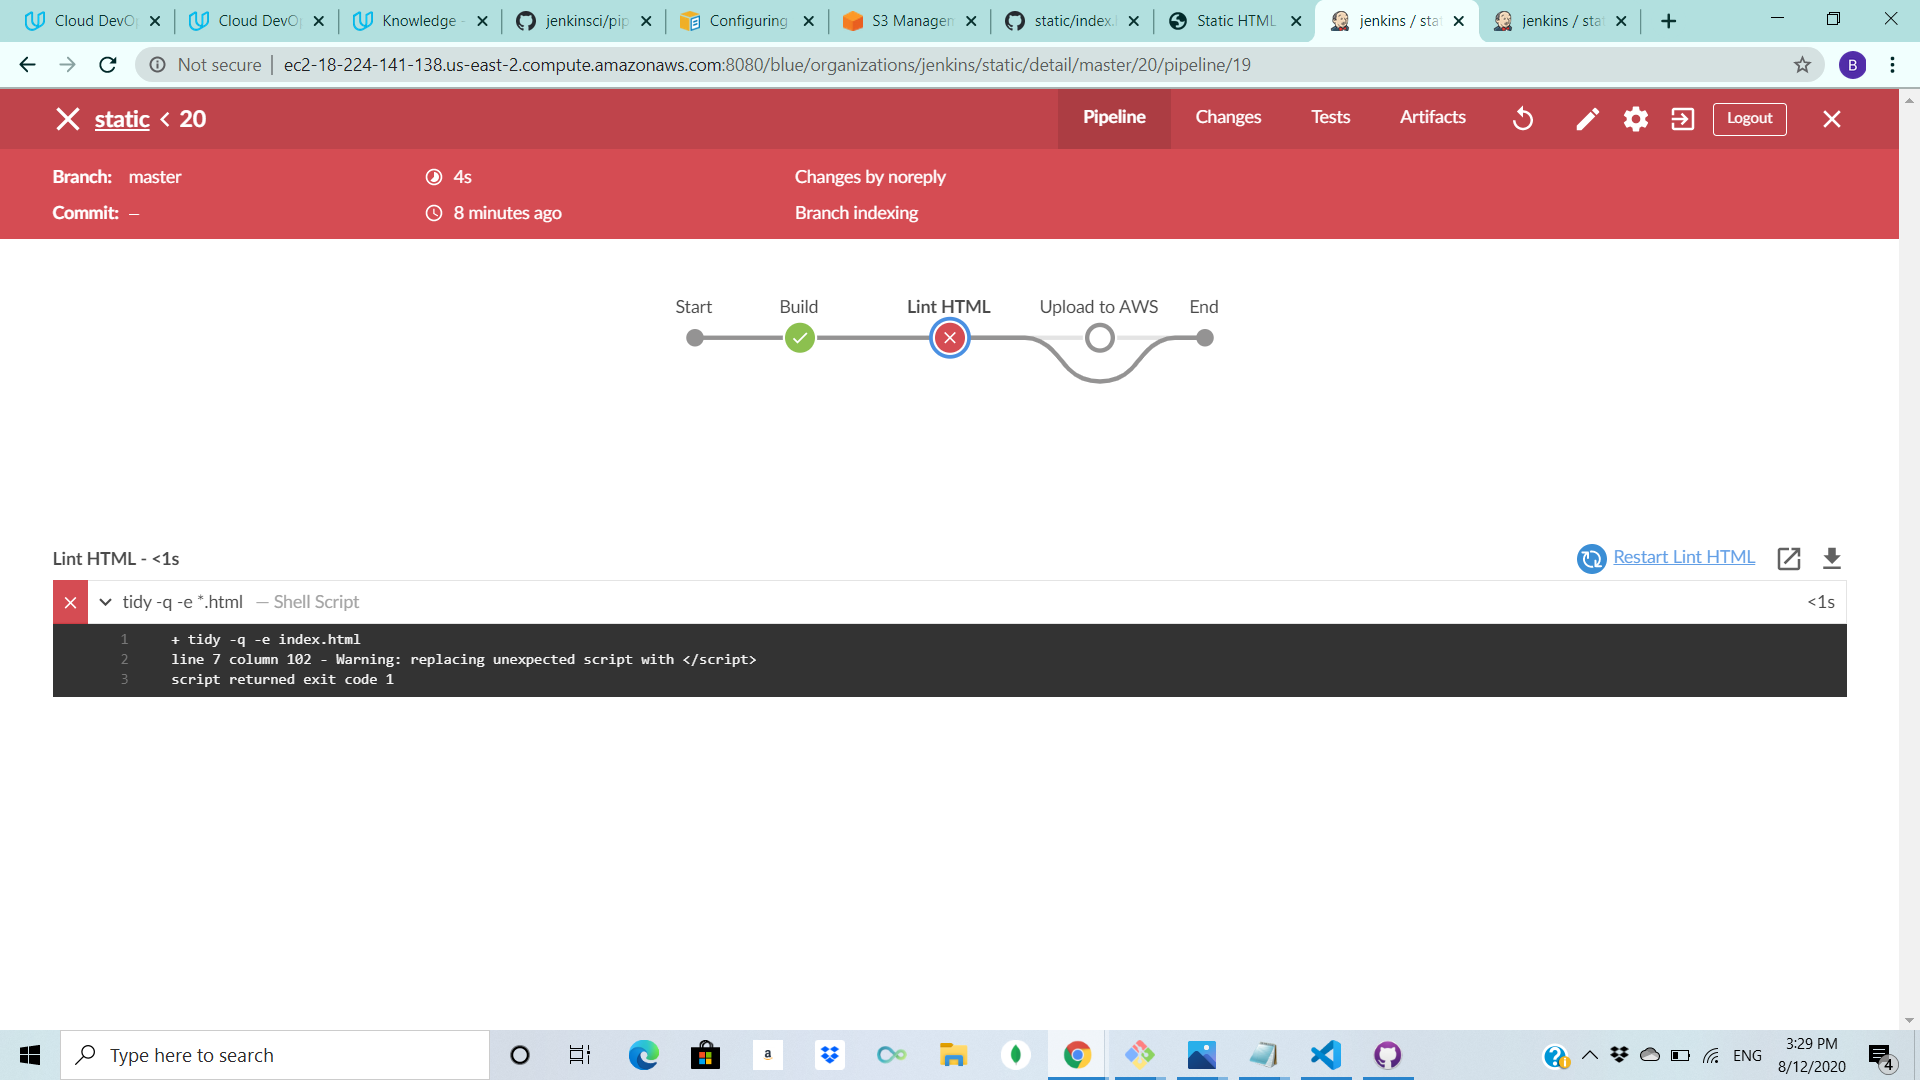 Cloud DevOp
Cloud DevOp
Knowledge -
jenkinsci/pip
Configuring
S3 Managem
static/index.
Static HTML
jenkins / stat
jenkins / stat
Not secure
ec2-18-224-141-138.us-east-2.compute.amazonaws.com:8080/blue/organizations/jenkins/static/detail/master/20/pipeline/19
B
static < 20
Pipeline
Changes
Tests
Artifacts
Logout
Branch: master
4s
Changes by noreply
Commit: –
8 minutes ago
Branch indexing
Start
Build
Lint HTML
Upload to AWS
End
Lint HTML - <1s
Restart Lint HTML
tidy -q -e *.html — Shell Script
<1s
1 + tidy -q -e index.html
2 line 7 column 102 - Warning: replacing unexpected script with </script>
3 script returned exit code 1
Type here to search
a
ENG
3:29 PM
8/12/2020
4